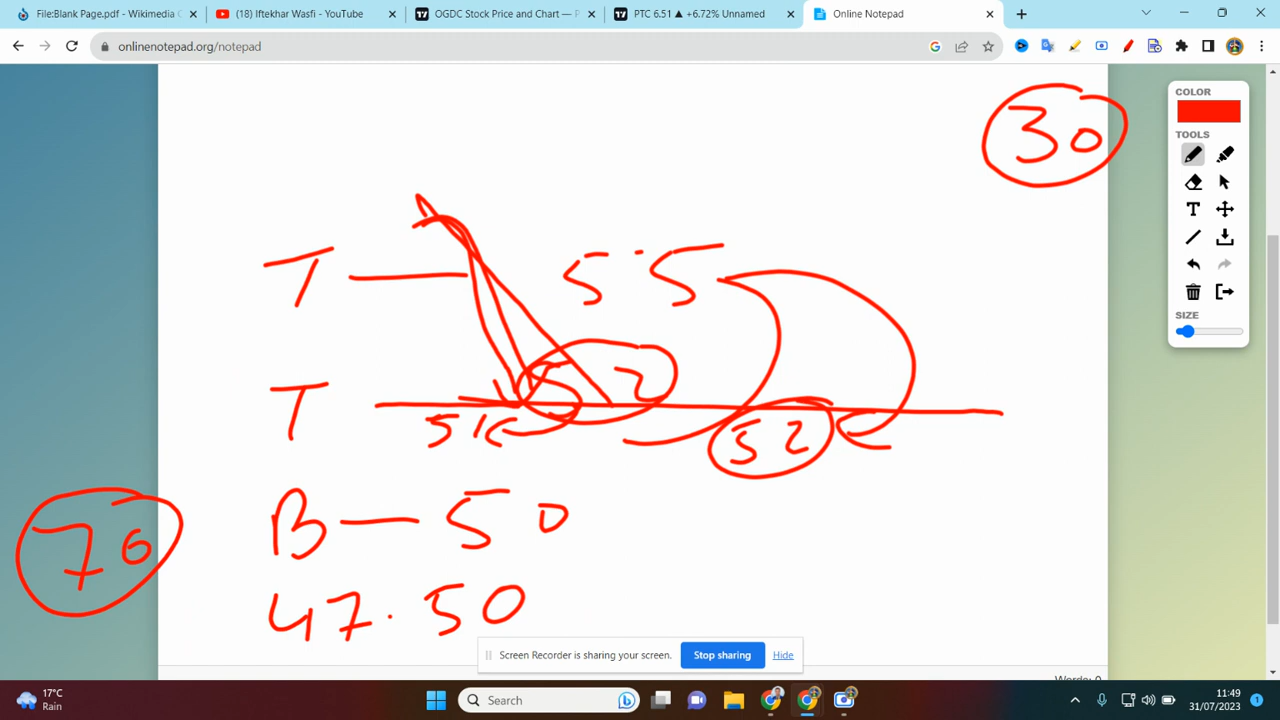 File:Blank Page.pdf - Wikimedia C
(18) Iftekhar Wasfi - YouTube
OGDC Stock Price and Chart — P
PTC 6.51 ▲ +6.72% Unnamed
Online Notepad
onlinenotepad.org/notepad
COLOR
TOOLS
SIZE
30
T — 55
T 52
51 52
B — 50
70
47.50
Screen Recorder is sharing your screen.
Stop sharing
Hide
Words: 0
17°C
Rain
Search
11:49
31/07/2023